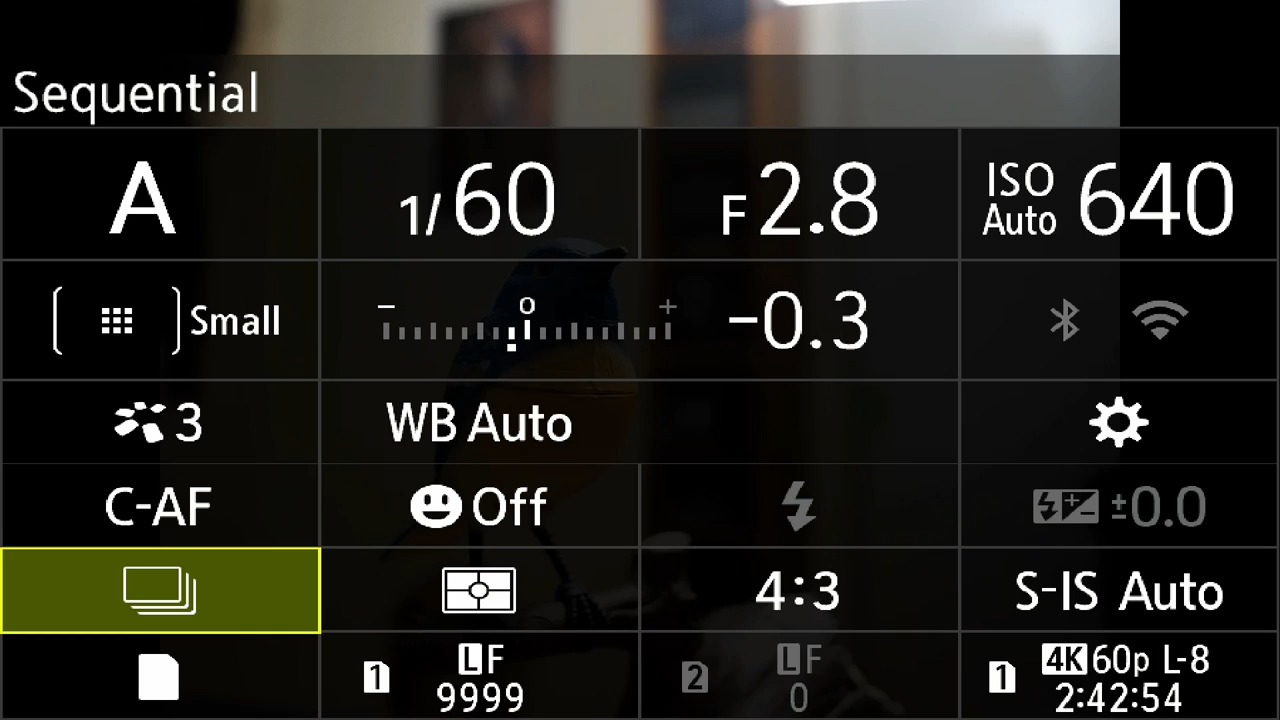 Sequential
A
1/60
F2.8
ISO Auto 640
Small
− 0 +
−0.3
3
WB Auto
C-AF
Off
±0.0
4:3
S-IS Auto
1 LF 9999
2 LF 0
1 4K 60p L-8
2:42:54